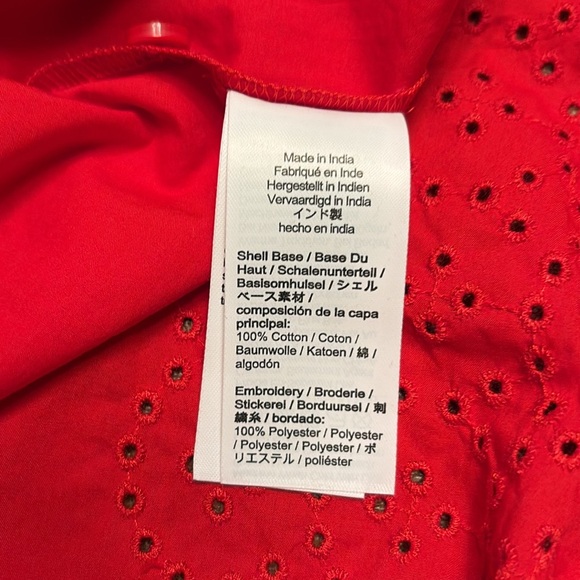 Made in India
Fabriqué en Inde
Hergestellt in Indien
Vervaardigd in India
インド製
hecho en india
Shell Base / Base Du
Haut / Schalenunterteil /
Basisomhulsel / シェル
ベース素材 /
composición de la capa
principal:
100% Cotton / Coton /
Baumwolle / Katoen / 綿 /
algodón
Embroidery / Broderie /
Stickerei / Borduursel / 刺
繍糸 / bordado:
100% Polyester / Polyester
/ Polyester / Polyester / ポ
リエステル / poliéster